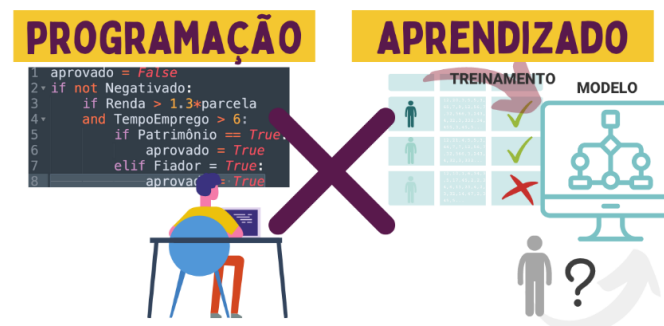 PROGRAMAÇÃO
APRENDIZADO
1 aprovado = False
2 if not Negativado:
3 if Renda > 1.3*parcela
4 and TempoEmprego > 6:
5 if Patrimônio == True:
6 aprovado = True
7 elif Fiador = True:
8 aprovado = True
TREINAMENTO
MODELO
?